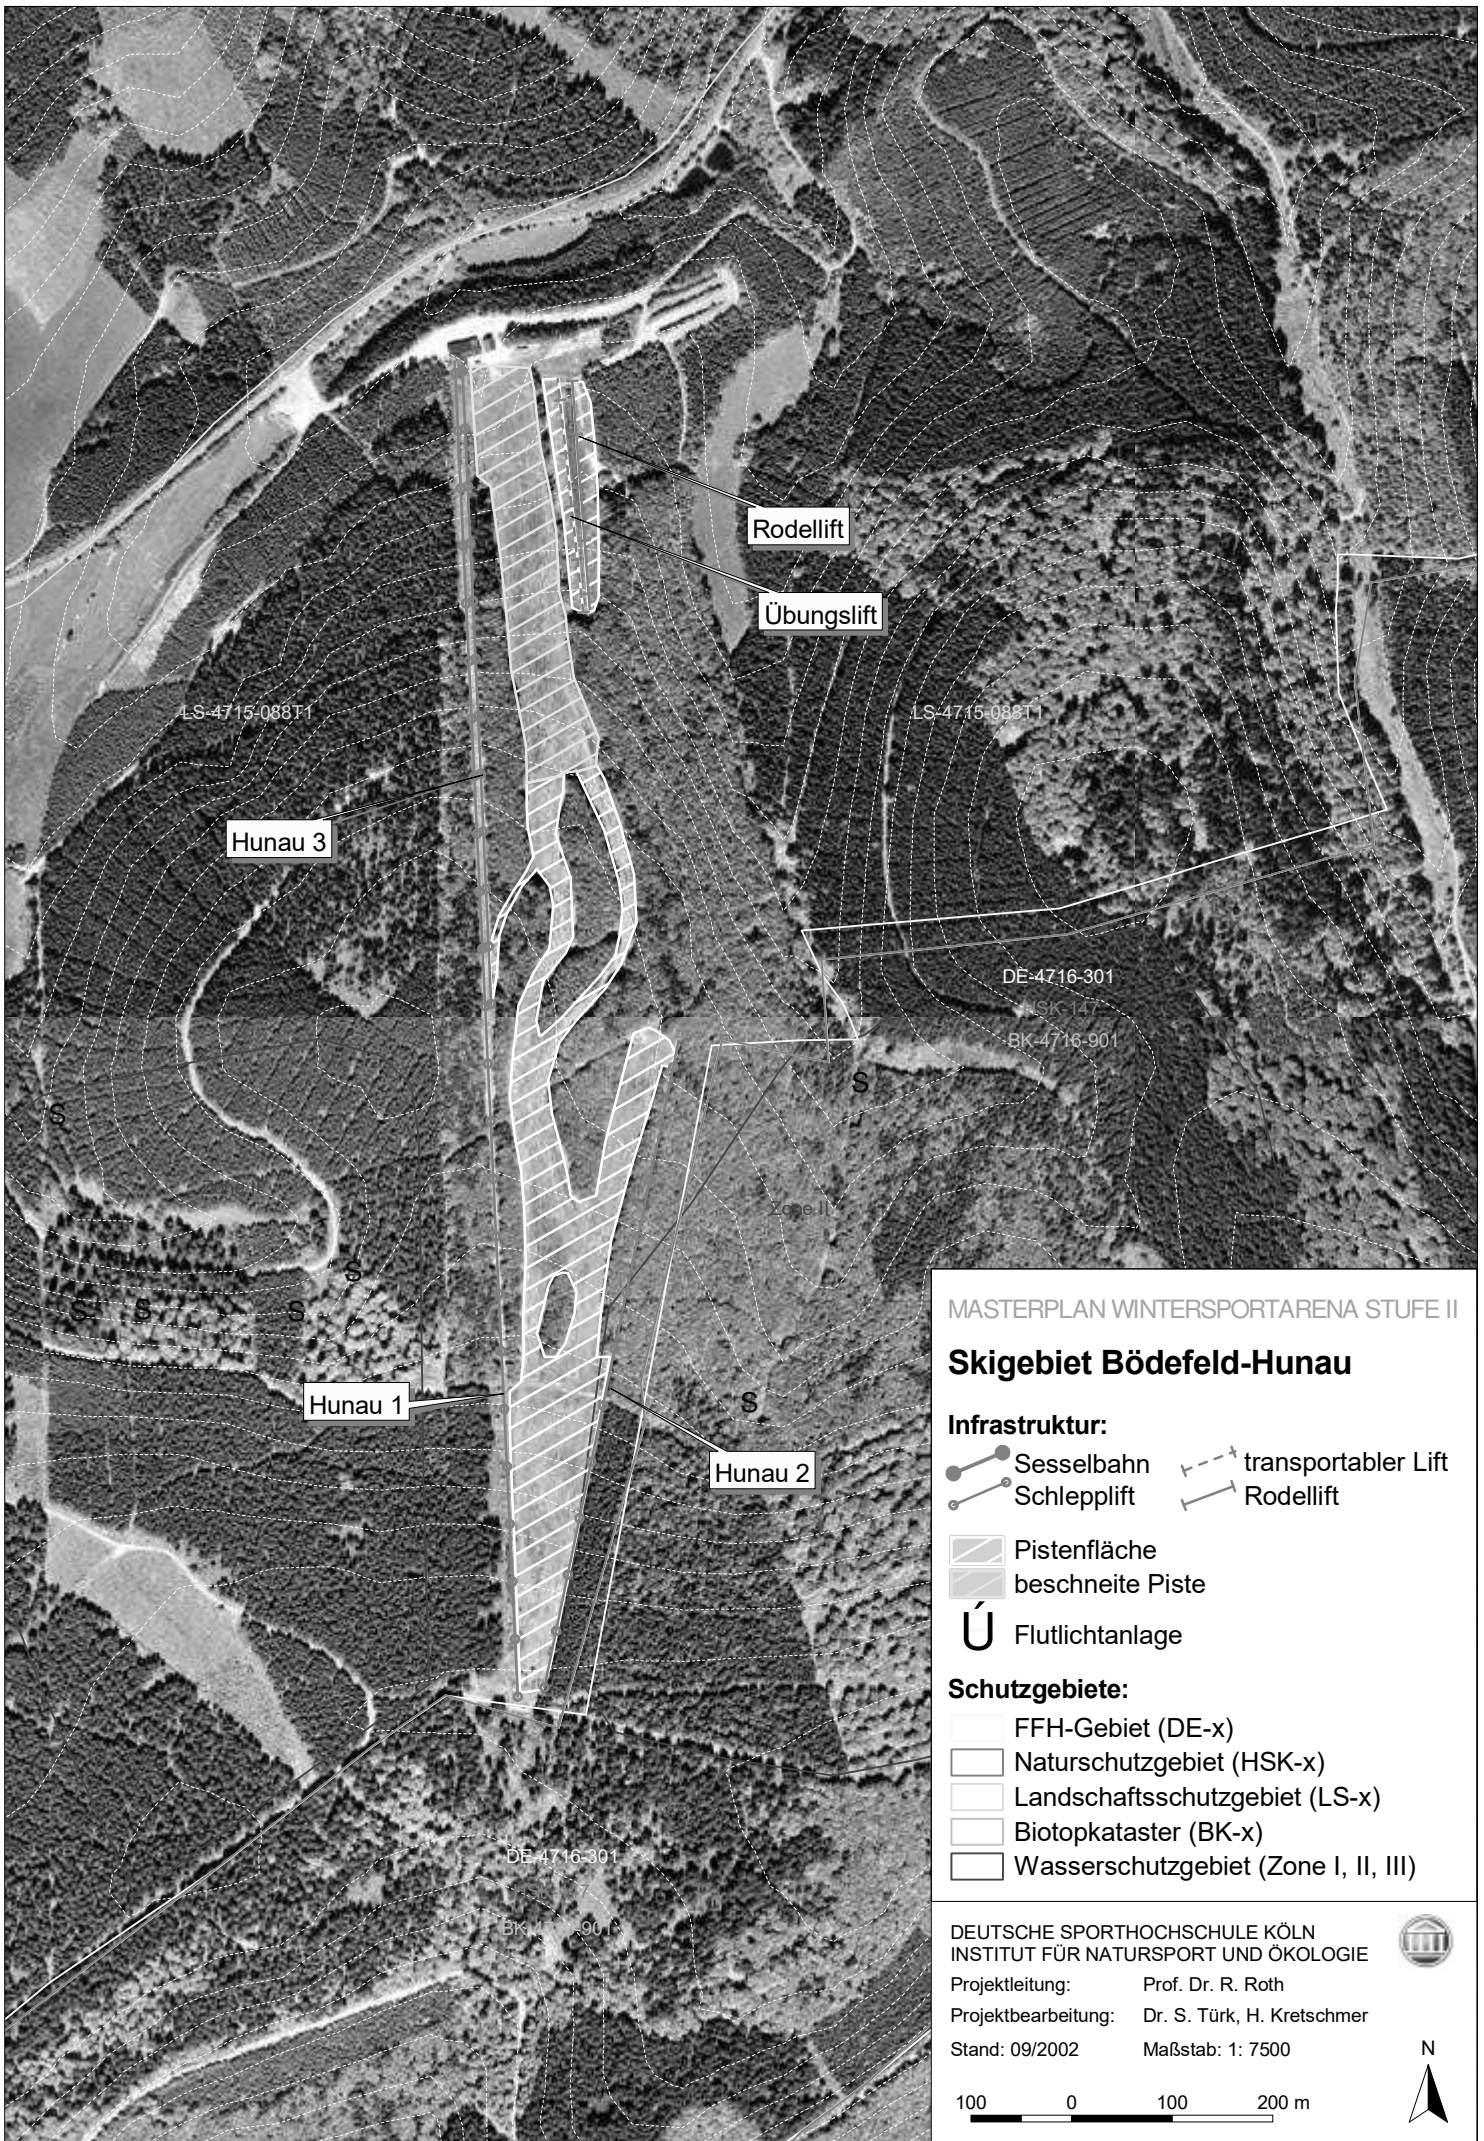 Rodellift
Übungslift
LS-4715-088T1
LS-4715-088T1
Hunau 3
DE-4716-301
HSK-147
BK-4716-901
S
S
Zone II
S
S
S
S
Hunau 1
S
Hunau 2
DE-4716-301
MASTERPLAN WINTERSPORTARENA STUFE II
Skigebiet Bödefeld-Hunau
Infrastruktur:
Sesselbahn
transportabler Lift
Schlepplift
Rodellift
Pistenfläche
beschneite Piste
Ú Flutlichtanlage
Schutzgebiete:
FFH-Gebiet (DE-x)
Naturschutzgebiet (HSK-x)
Landschaftsschutzgebiet (LS-x)
Biotopkataster (BK-x)
Wasserschutzgebiet (Zone I, II, III)
DEUTSCHE SPORTHOCHSCHULE KÖLN
INSTITUT FÜR NATURSPORT UND ÖKOLOGIE
Projektleitung: Prof. Dr. R. Roth
Projektbearbeitung: Dr. S. Türk, H. Kretschmer
Stand: 09/2002 Maßstab: 1: 7500
N
100 0 100 200 m